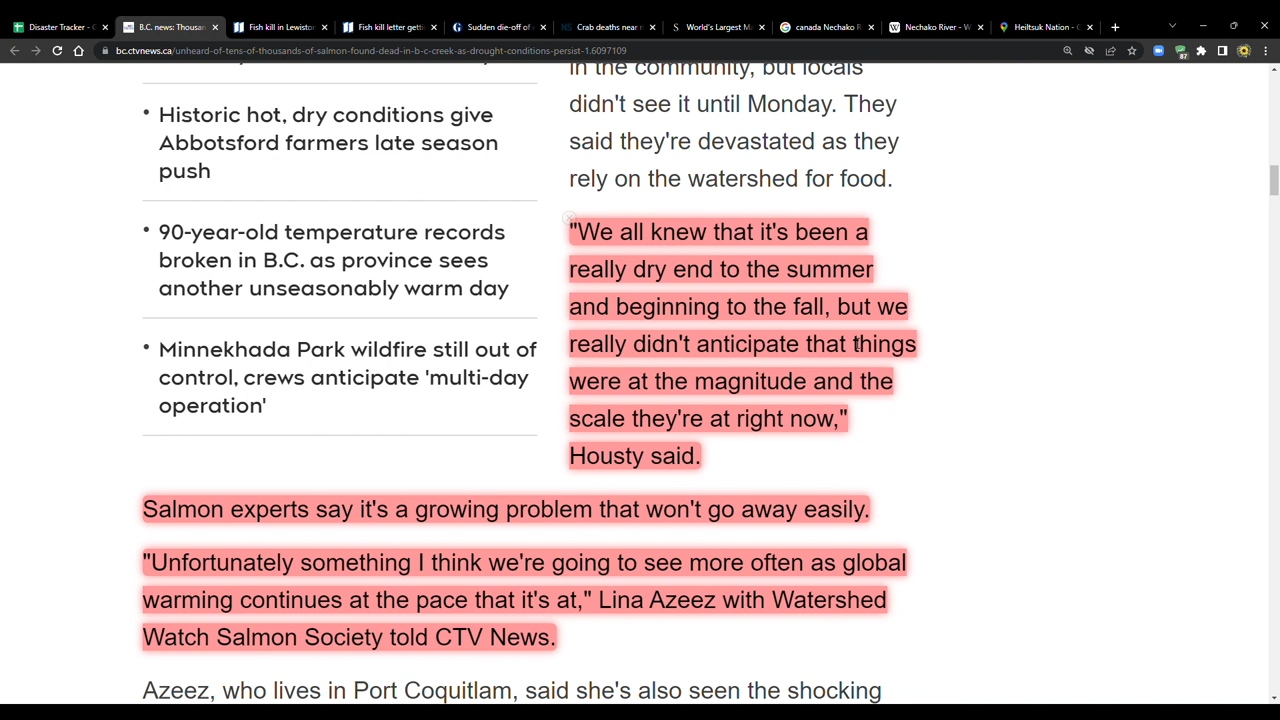 Disaster Tracker - G
B.C. news: Thousan
Fish kill in Lewiston
Fish kill letter getti
Sudden die-off of
Crab deaths near
World's Largest Ma
canada Nechako R
Nechako River - W
Heiltsuk Nation - G
bc.ctvnews.ca/unheard-of-tens-of-thousands-of-salmon-found-dead-in-b-c-creek-as-drought-conditions-persist-1.6097109
87
• Historic hot, dry conditions give
Abbotsford farmers late season
push
• 90-year-old temperature records
broken in B.C. as province sees
another unseasonably warm day
• Minnekhada Park wildfire still out of
control, crews anticipate 'multi-day
operation'
in the community, but locals
didn't see it until Monday. They
said they're devastated as they
rely on the watershed for food.
"We all knew that it's been a
really dry end to the summer
and beginning to the fall, but we
really didn't anticipate that things
were at the magnitude and the
scale they're at right now,"
Housty said.
Salmon experts say it's a growing problem that won't go away easily.
"Unfortunately something I think we're going to see more often as global
warming continues at the pace that it's at," Lina Azeez with Watershed
Watch Salmon Society told CTV News.
Azeez, who lives in Port Coquitlam, said she's also seen the shocking